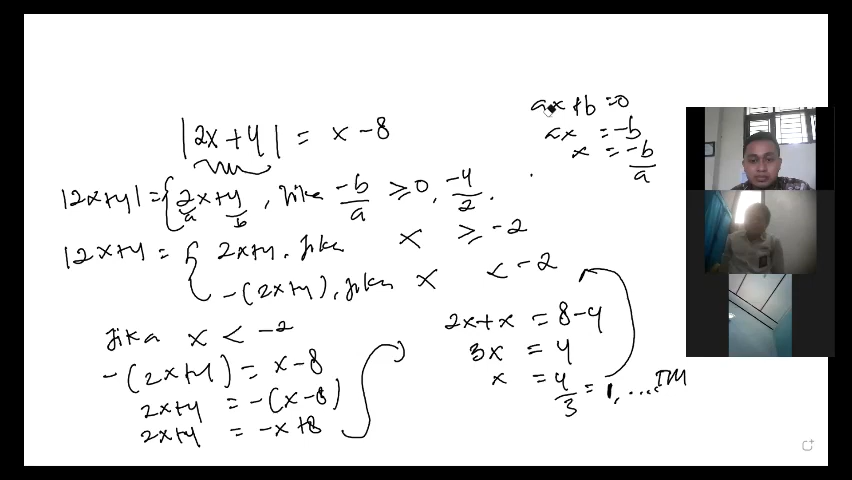 |2x+4| = x-8
|2x+4| = { 2x+4, jika -b/a ≥ 0, -4/2.
a b
|2x+4 = { 2x+4. jika x ≥ -2
-(2x+4), jika x < -2
jika x < -2
-(2x+4) = x-8
2x+4 = -(x-8)
2x+4 = -x+8
ax+b=0
ax = -b
x = -b/a
2x+x = 8-4
3x = 4
x = 4/3 = 1, .... TM